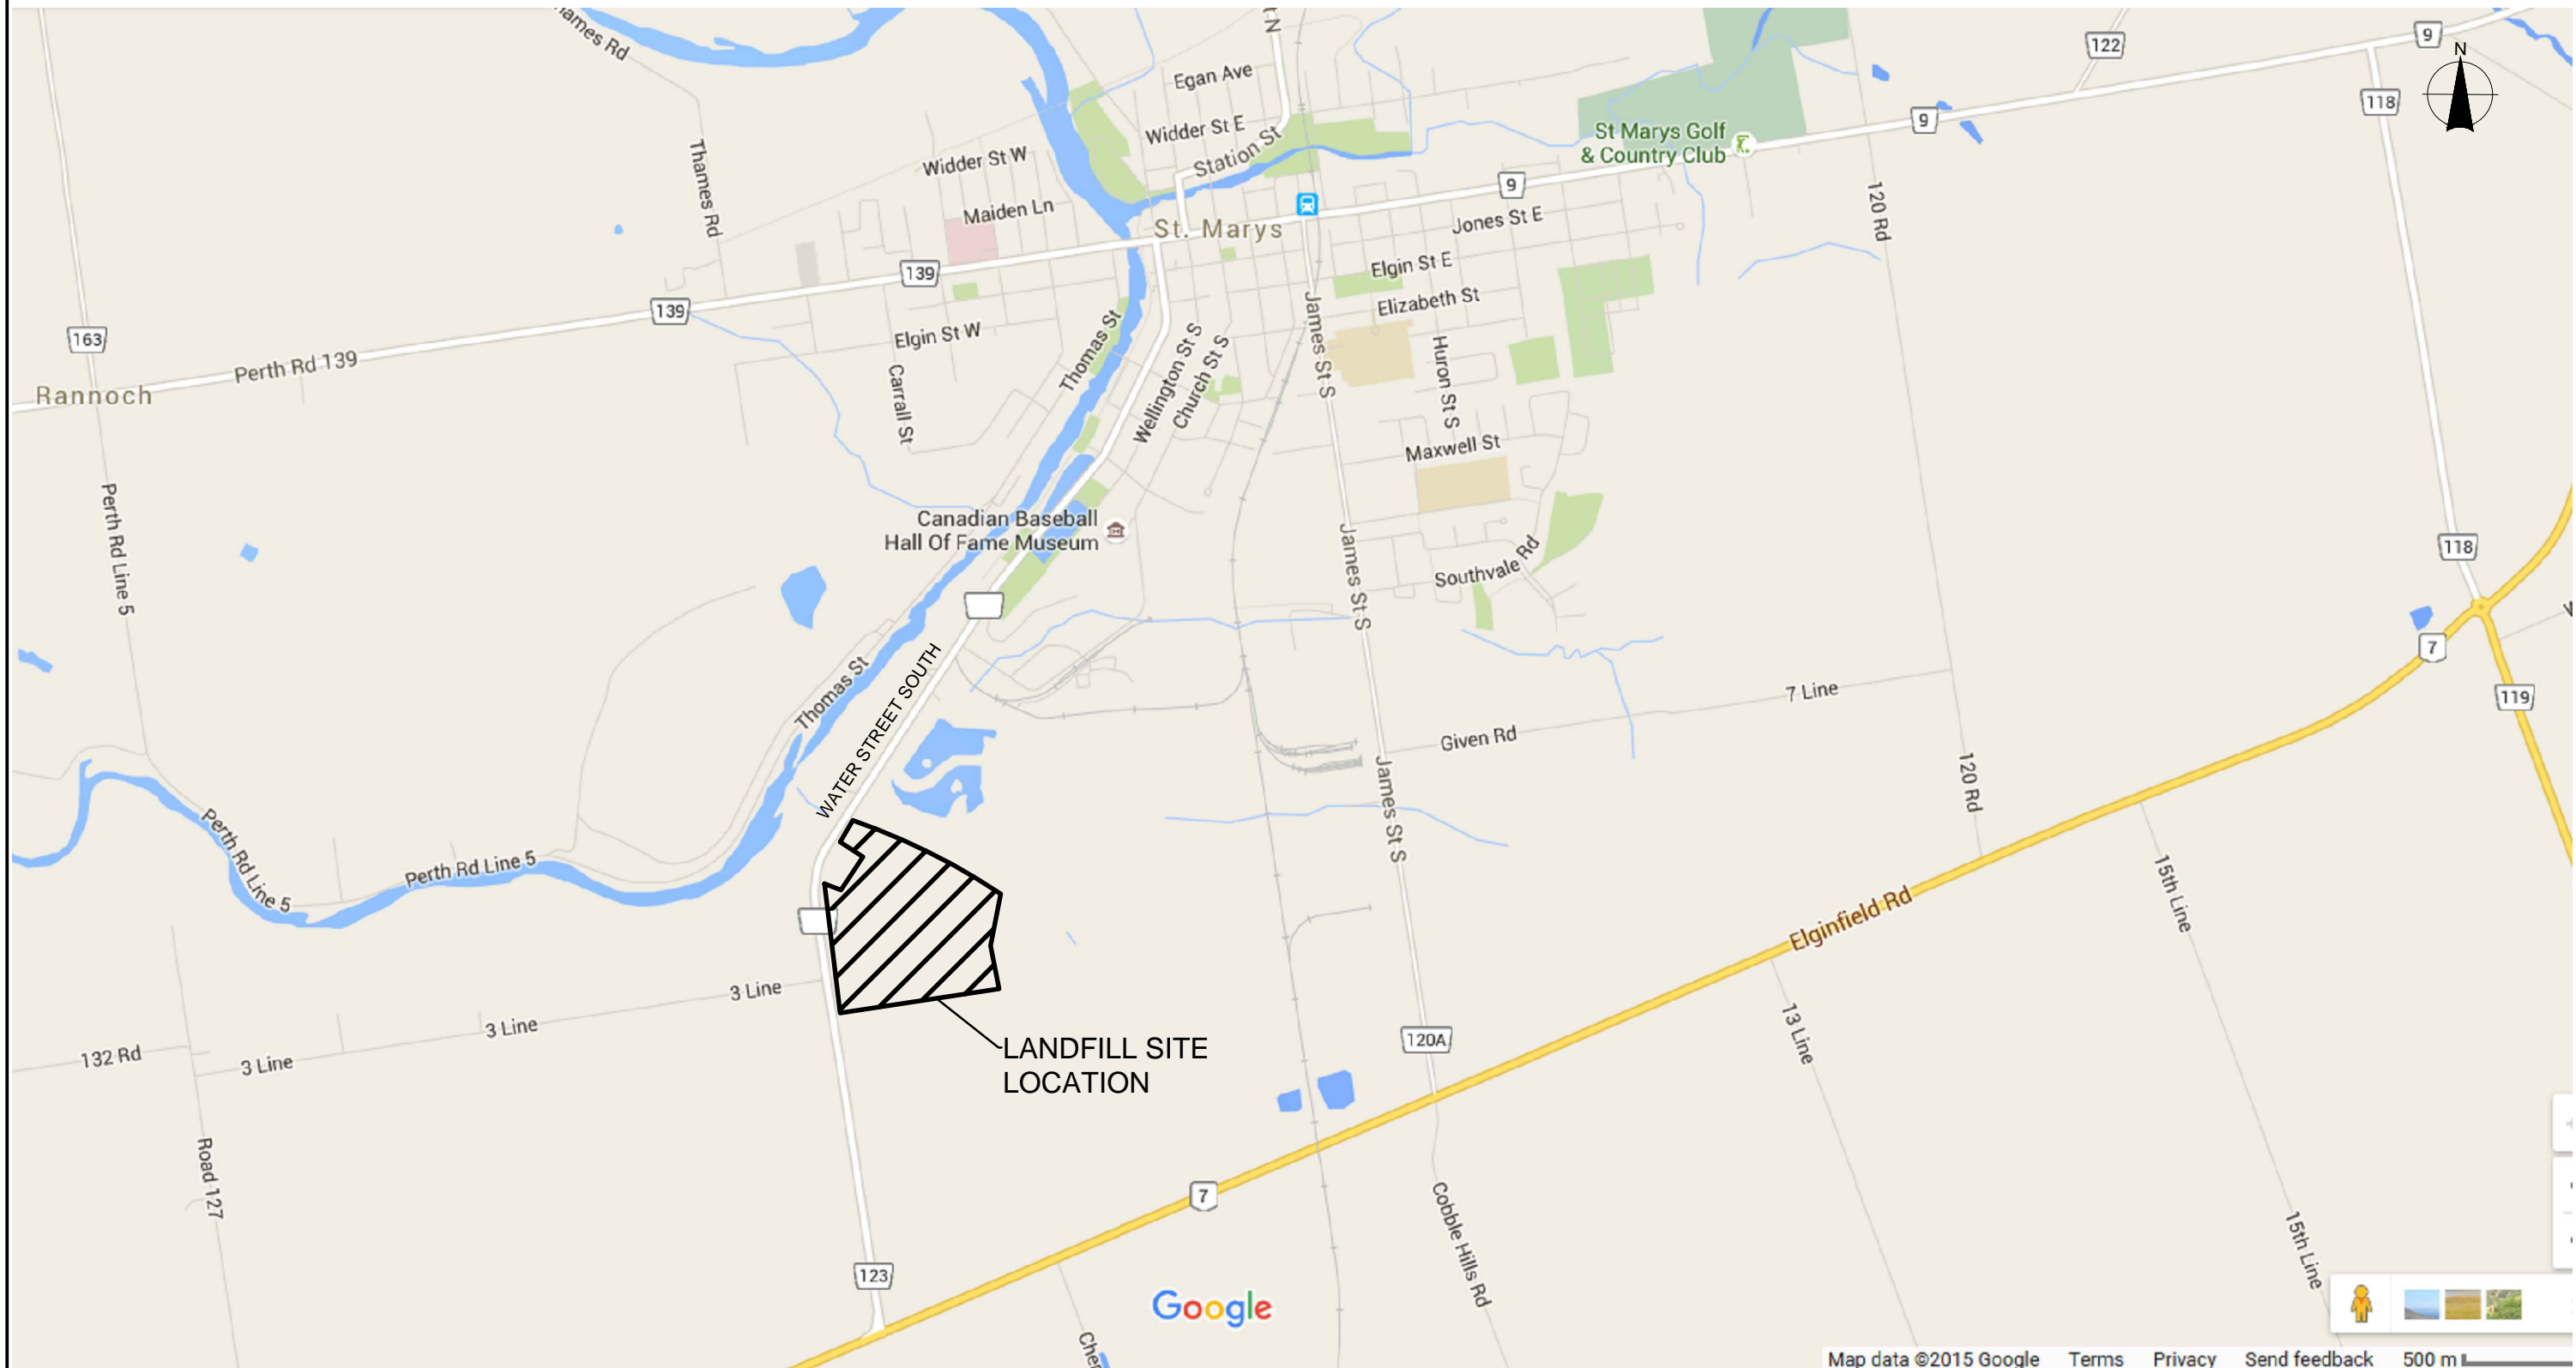 Thames Rd
Egan Ave
122
9
N
118
Widder St E
Station St
9
St Marys Golf
& Country Club
Thames Rd
Widder St W
Maiden Ln
9
120 Rd
St. Marys
Jones St E
139
Elgin St E
139
Elizabeth St
163
Elgin St W
Thomas St
James St S
Perth Rd 139
Wellington St S
Church St S
Huron St S
Rannoch
Carrall St
Maxwell St
Perth Rd Line 5
Canadian Baseball
Hall Of Fame Museum
James St S
118
Southvale Rd
7
WATER STREET SOUTH
Thomas St
7 Line
119
Given Rd
120 Rd
James St S
Perth Rd Line 5
Perth Rd Line 5
15th Line
Elginfield Rd
3 Line
3 Line
13 Line
132 Rd
3 Line
LANDFILL SITE
LOCATION
120A
Road 127
7
Cobble Hills Rd
15th Line
123
Google
Map data ©2015 Google Terms Privacy Send feedback 500 m